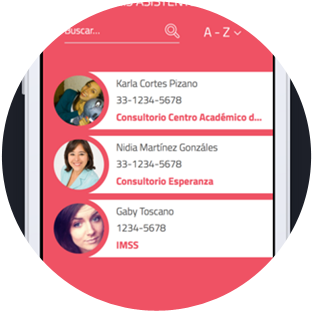 Buscar...
A - Z
Karla Cortes Pizano
33-1234-5678
Consultorio Centro Académico d...
Nidia Martínez Gonzáles
33-1234-5678
Consultorio Esperanza
Gaby Toscano
1234-5678
IMSS